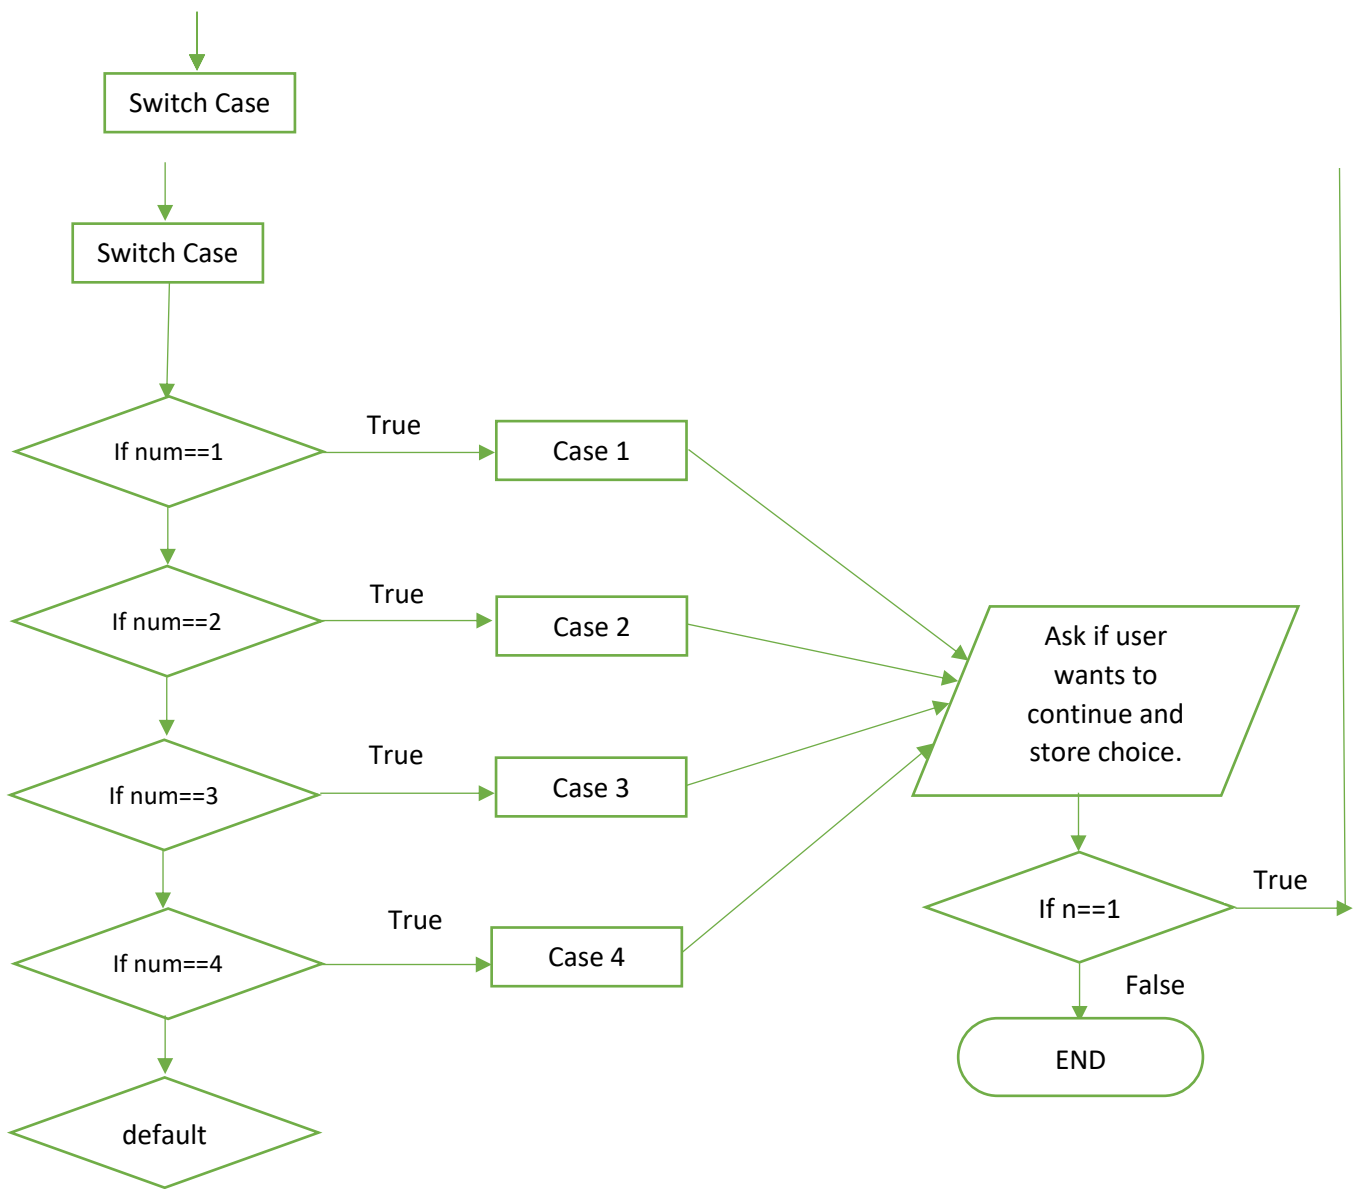 Switch Case
Switch Case
If num==1
True
Case 1
If num==2
True
Case 2
If num==3
True
Case 3
If num==4
True
Case 4
default
Ask if user
wants to
continue and
store choice.
If n==1
True
False
END